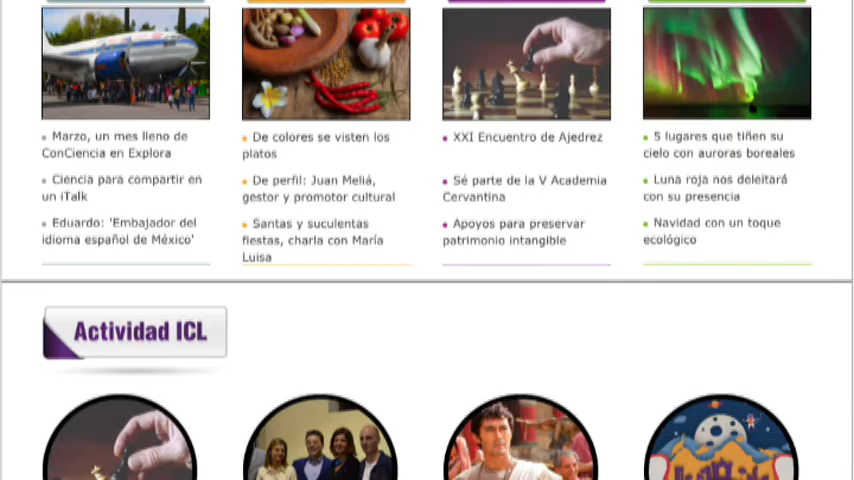 Marzo, un mes lleno de
ConCiencia en Explora
Ciencia para compartir en
un iTalk
Eduardo: 'Embajador del
idioma español de México'
De colores se visten los
platos
De perfil: Juan Meliá,
gestor y promotor cultural
Santas y suculentas
fiestas, charla con María
Luisa
XXI Encuentro de Ajedrez
Sé parte de la V Academia
Cervantina
Apoyos para preservar
patrimonio intangible
5 lugares que tiñen su
cielo con auroras boreales
Luna roja nos deleitará
con su presencia
Navidad con un toque
ecológico
Actividad ICL